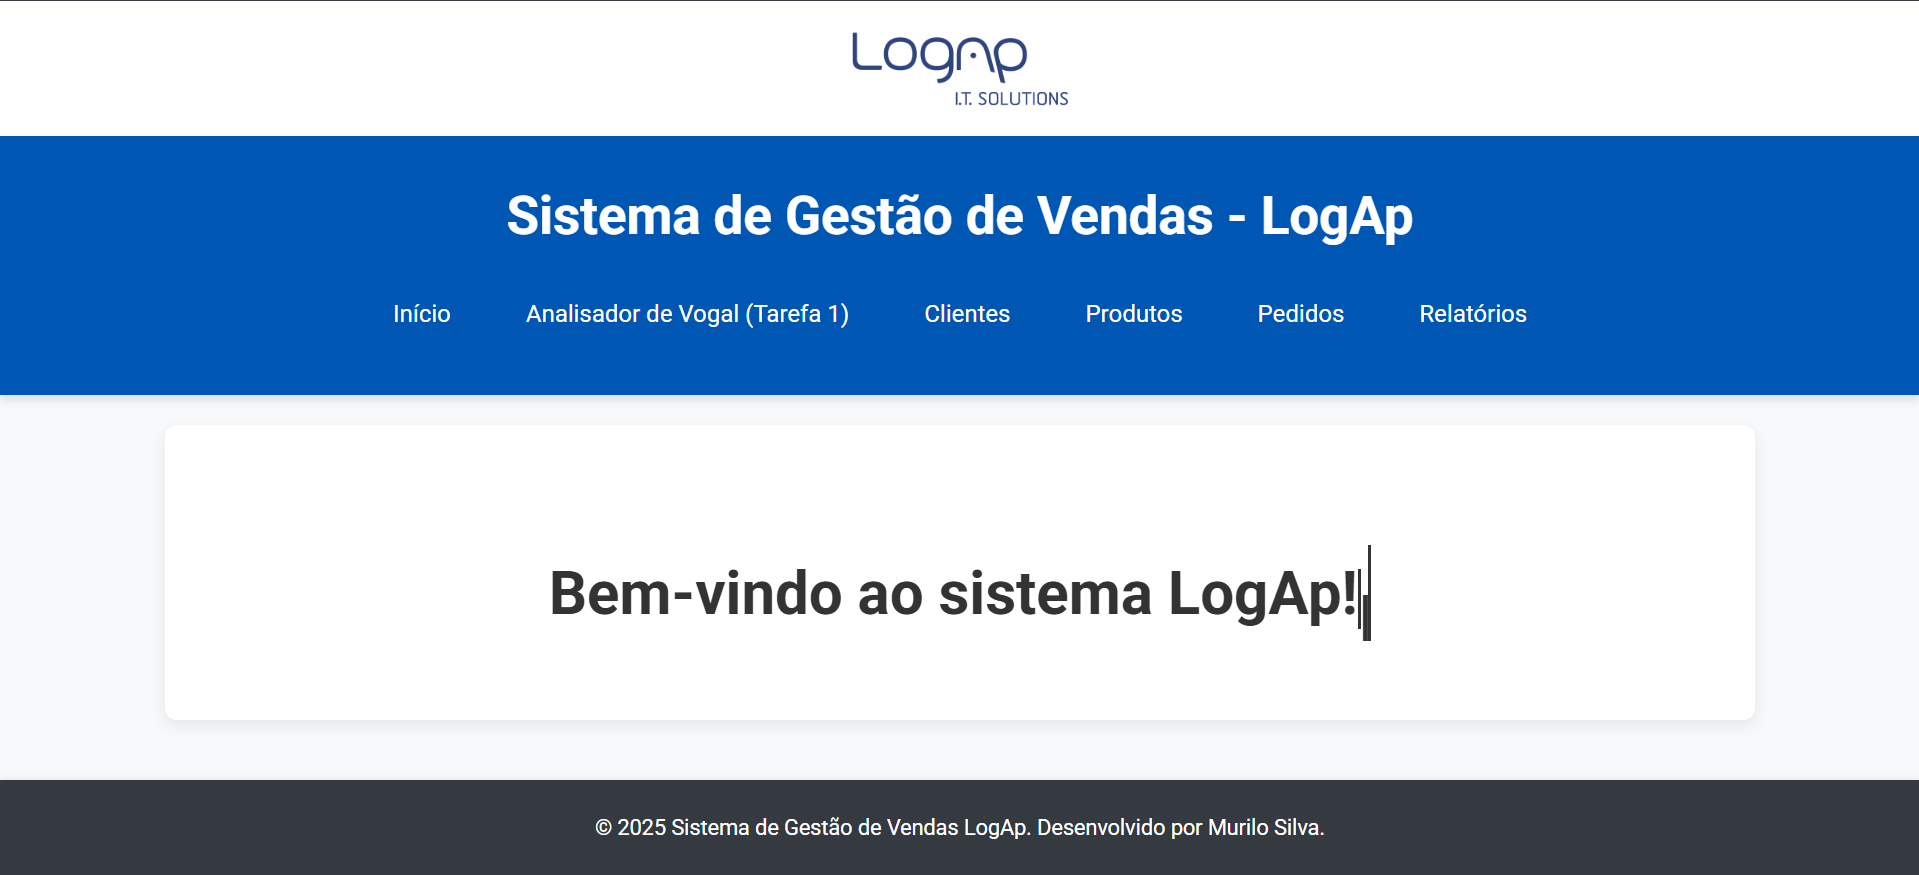 LogAp
I.T. SOLUTIONS
Sistema de Gestão de Vendas - LogAp
Início Analisador de Vogal (Tarefa 1) Clientes Produtos Pedidos Relatórios
Bem-vindo ao sistema LogAp!
© 2025 Sistema de Gestão de Vendas LogAp. Desenvolvido por Murilo Silva.